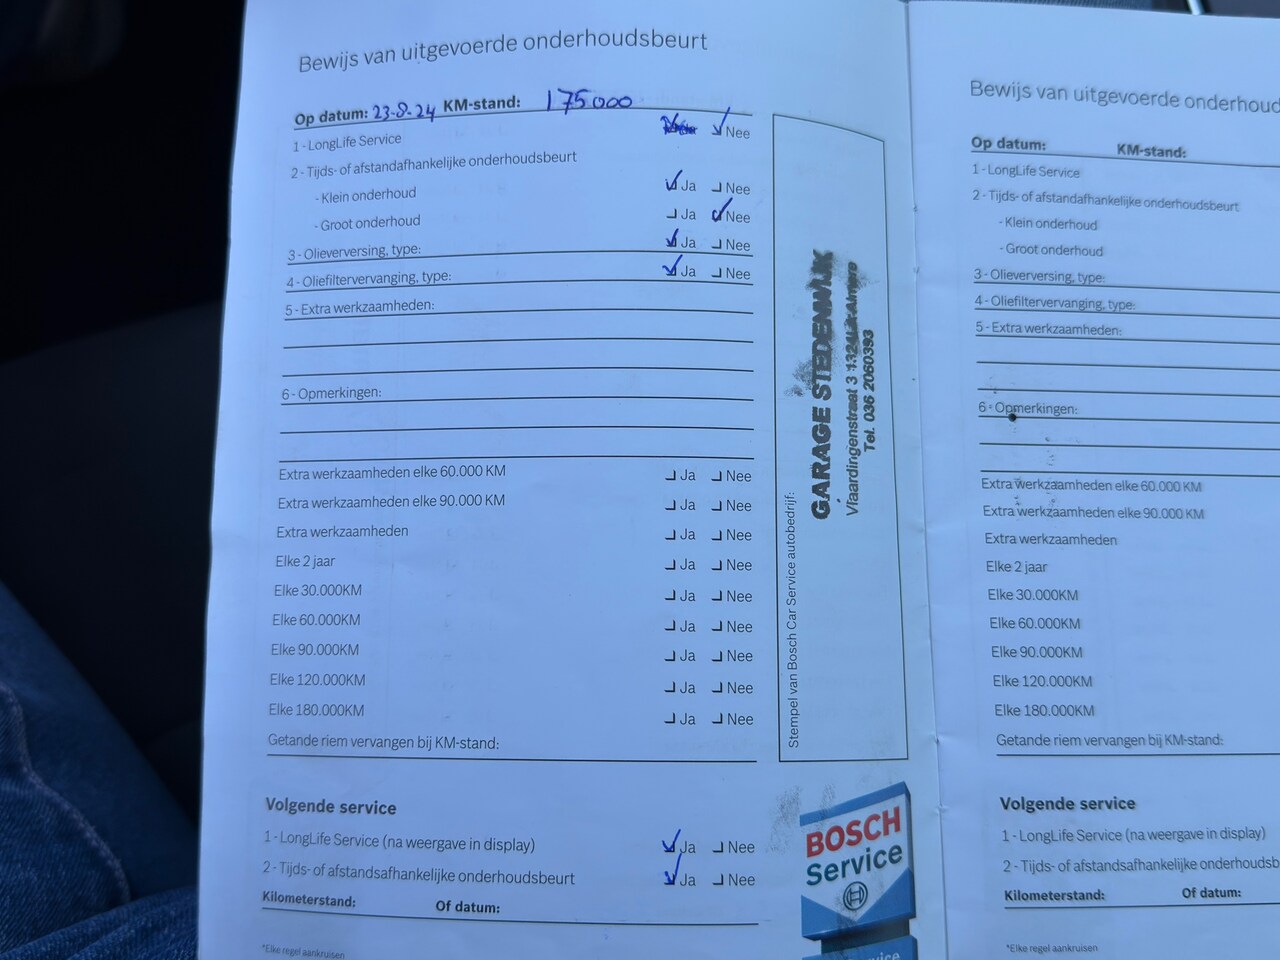 Bewijs van uitgevoerde onderhoudsbeurt
Op datum: 23-8-24 KM-stand: 175000
1 - LongLife Service Nee
2 - Tijds- of afstandafhankelijke onderhoudsbeurt
- Klein onderhoud Ja Nee
- Groot onderhoud Ja Nee
3 - Olieverversing, type: Ja Nee
4 - Oliefiltervervanging, type: Ja Nee
5 - Extra werkzaamheden:
6 - Opmerkingen:
Extra werkzaamheden elke 60.000 KM Ja Nee
Extra werkzaamheden elke 90.000 KM Ja Nee
Extra werkzaamheden Ja Nee
Elke 2 jaar Ja Nee
Elke 30.000KM Ja Nee
Elke 60.000KM Ja Nee
Elke 90.000KM Ja Nee
Elke 120.000KM Ja Nee
Elke 180.000KM Ja Nee
Getande riem vervangen bij KM-stand:
Volgende service
1 - LongLife Service (na weergave in display) Ja Nee
2 - Tijds- of afstandsafhankelijke onderhoudsbeurt Ja Nee
Kilometerstand: Of datum:
*Elke regel aankruisen
Stempel van Bosch Car Service autobedrijf:
GARAGE STEDENWIJK
Vlaardingenstraat 3 Almere
Tel. 036 2060393
BOSCH
Service
Bewijs van uitgevoerde onderhoud
Op datum: KM-stand:
1 - LongLife Service
2 - Tijds- of afstandafhankelijke onderhoudsbeurt
- Klein onderhoud
- Groot onderhoud
3 - Olieverversing, type:
4 - Oliefiltervervanging, type:
5 - Extra werkzaamheden:
6 - Opmerkingen:
Extra werkzaamheden elke 60.000 KM
Extra werkzaamheden elke 90.000 KM
Extra werkzaamheden
Elke 2 jaar
Elke 30.000KM
Elke 60.000KM
Elke 90.000KM
Elke 120.000KM
Elke 180.000KM
Getande riem vervangen bij KM-stand:
Volgende service
1 - LongLife Service (na weergave in display)
2 - Tijds- of afstandsafhankelijke onderhoudsb
Kilometerstand: Of datum:
*Elke regel aankruisen